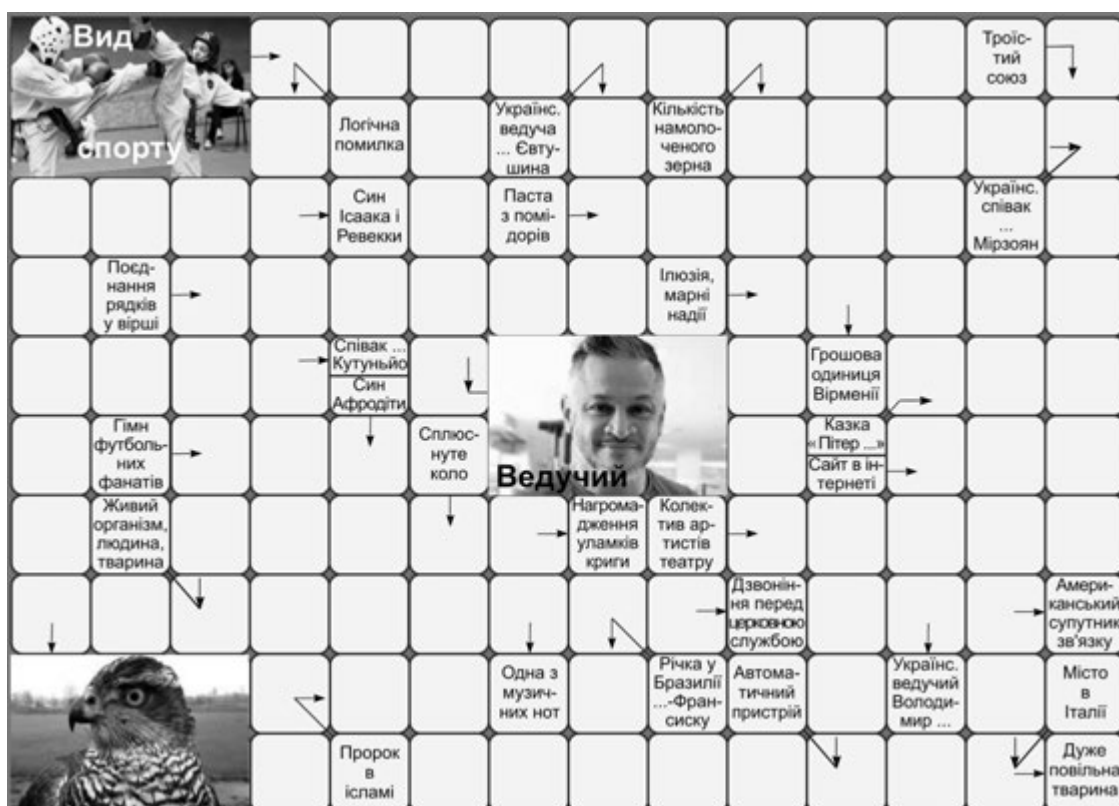 Вид
спорту
Троїс-
тий
союз
Логічна
помилка
Українс.
ведуча
... Євту-
шина
Кількість
намоло-
ченого
зерна
Син
Ісаака і
Ревекки
Паста
з помі-
дорів
Українс.
співак
...
Мірзоян
Поєд-
нання
рядків
у вірші
Ілюзія,
марні
надії
Співак ...
Кутуньйо
Син
Афродіти
Грошова
одиниця
Вірменії
Гімн
футболь-
них
фанатів
Сплюс-
нуте
коло
Ведучий
Казка
«Пітер ...»
Сайт в ін-
тернеті
Живий
організм,
людина,
тварина
Нагрома-
дження
уламків
криги
Колек-
тив ар-
тистів
театру
Дзвонін-
ня перед
церковною
службою
Амери-
канський
супутник
зв'язку
Одна з
музич-
них нот
Річка у
Бразилії
...-Фран-
сиску
Автома-
тичний
пристрій
Українс.
ведучий
Володи-
мир ...
Місто
в
Італії
Пророк
в
ісламі
Дуже
повільна
тварина